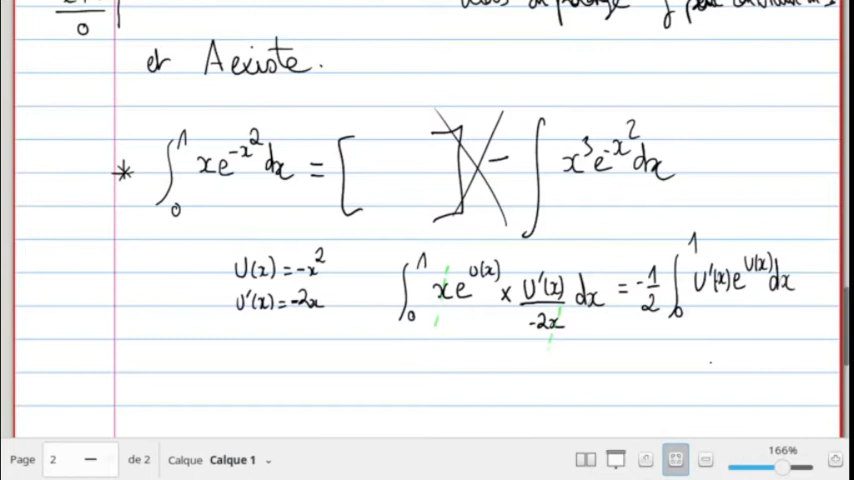 0
et A existe.
* ∫₀¹ xe^{-x²}dx = [ ] - ∫ x³e^{-x²}dx
U(x) = -x²
U'(x) = -2x
∫₀¹ xe^{U(x)} × U'(x)/-2x dx = -1/2 ∫₀¹ U'(x)e^{U(x)}dx
Page 2 de 2 Calque Calque 1 166%